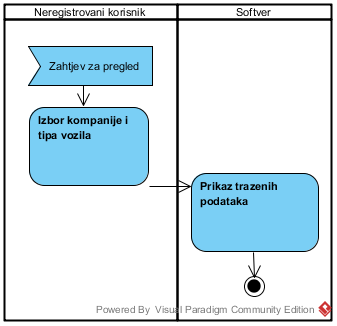 Neregistrovani korisnik
Softver
Zahtjev za pregled
Izbor kompanije i
tipa vozila
Prikaz trazenih
podataka
Powered By Visual Paradigm Community Edition